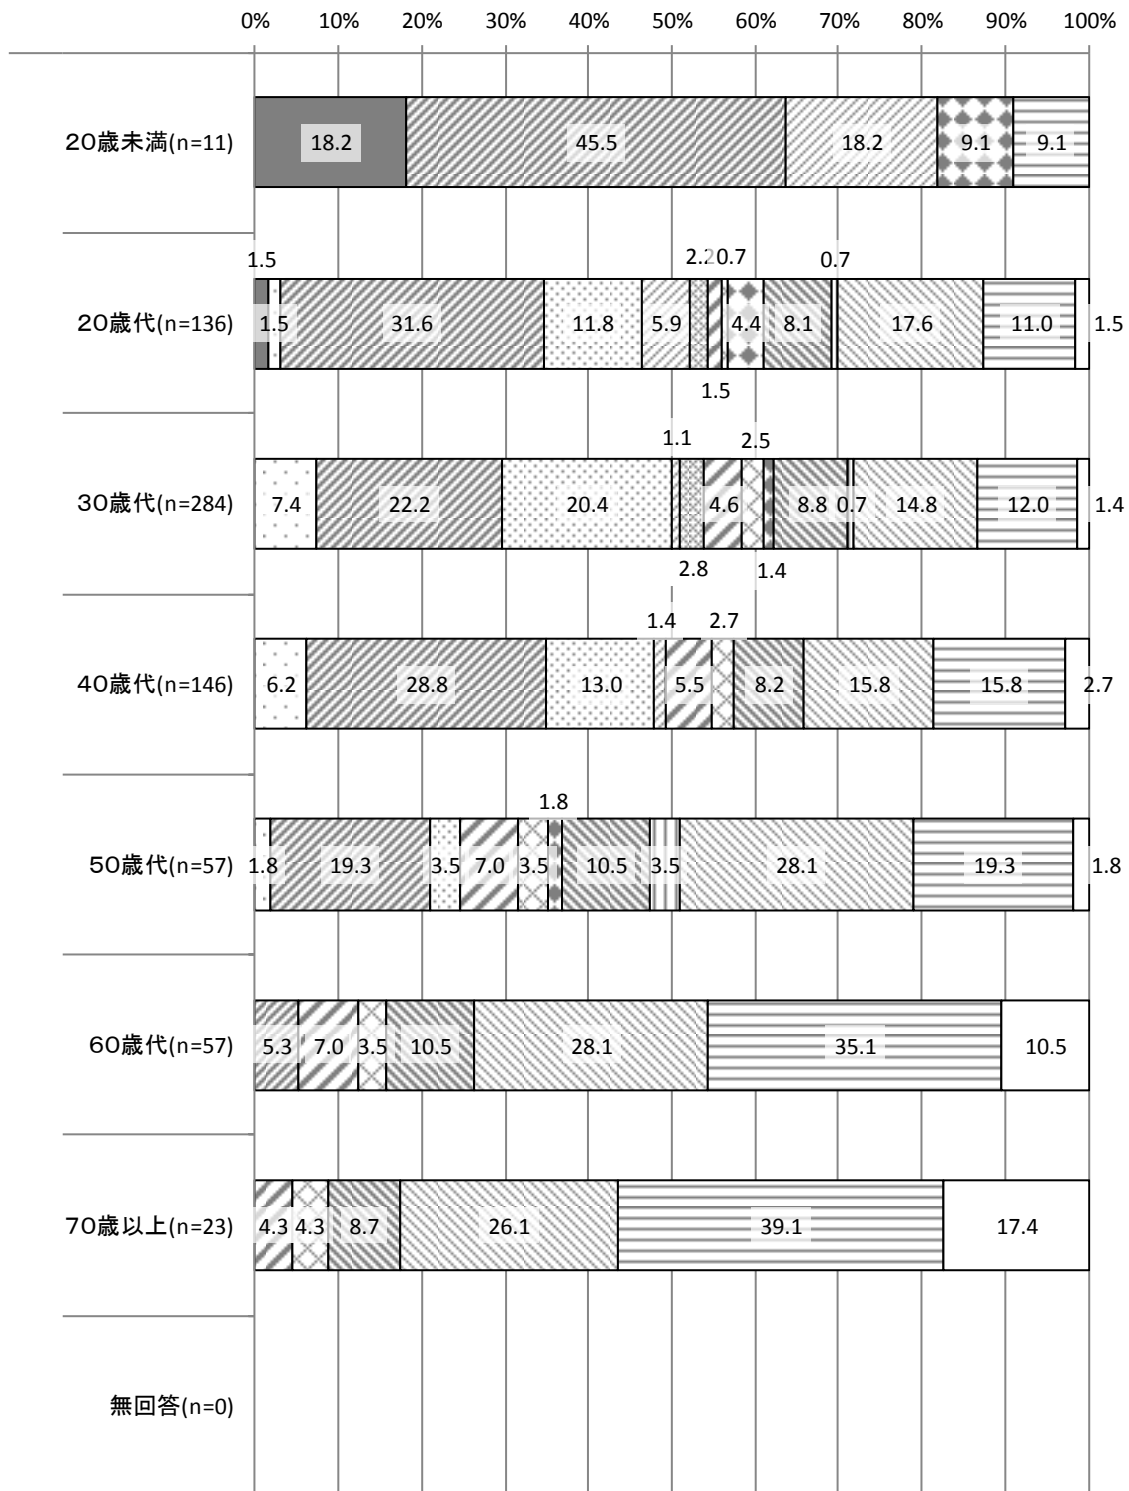 0% 10% 20% 30% 40% 50% 60% 70% 80% 90% 100%
20歳未満(n=11) 18.2 45.5 18.2 9.1 9.1
1.5 2.2 0.7 0.7
20歳代(n=136) 1.5 31.6 11.8 5.9 4.4 8.1 17.6 11.0 1.5
1.5
1.1 2.5
30歳代(n=284) 7.4 22.2 20.4 4.6 8.8 0.7 14.8 12.0 1.4
2.8 1.4
1.4 2.7
40歳代(n=146) 6.2 28.8 13.0 5.5 8.2 15.8 15.8 2.7
1.8
50歳代(n=57) 1.8 19.3 3.5 7.0 3.5 10.5 3.5 28.1 19.3 1.8
60歳代(n=57) 5.3 7.0 3.5 10.5 28.1 35.1 10.5
70歳以上(n=23) 4.3 4.3 8.7 26.1 39.1 17.4
無回答(n=0)